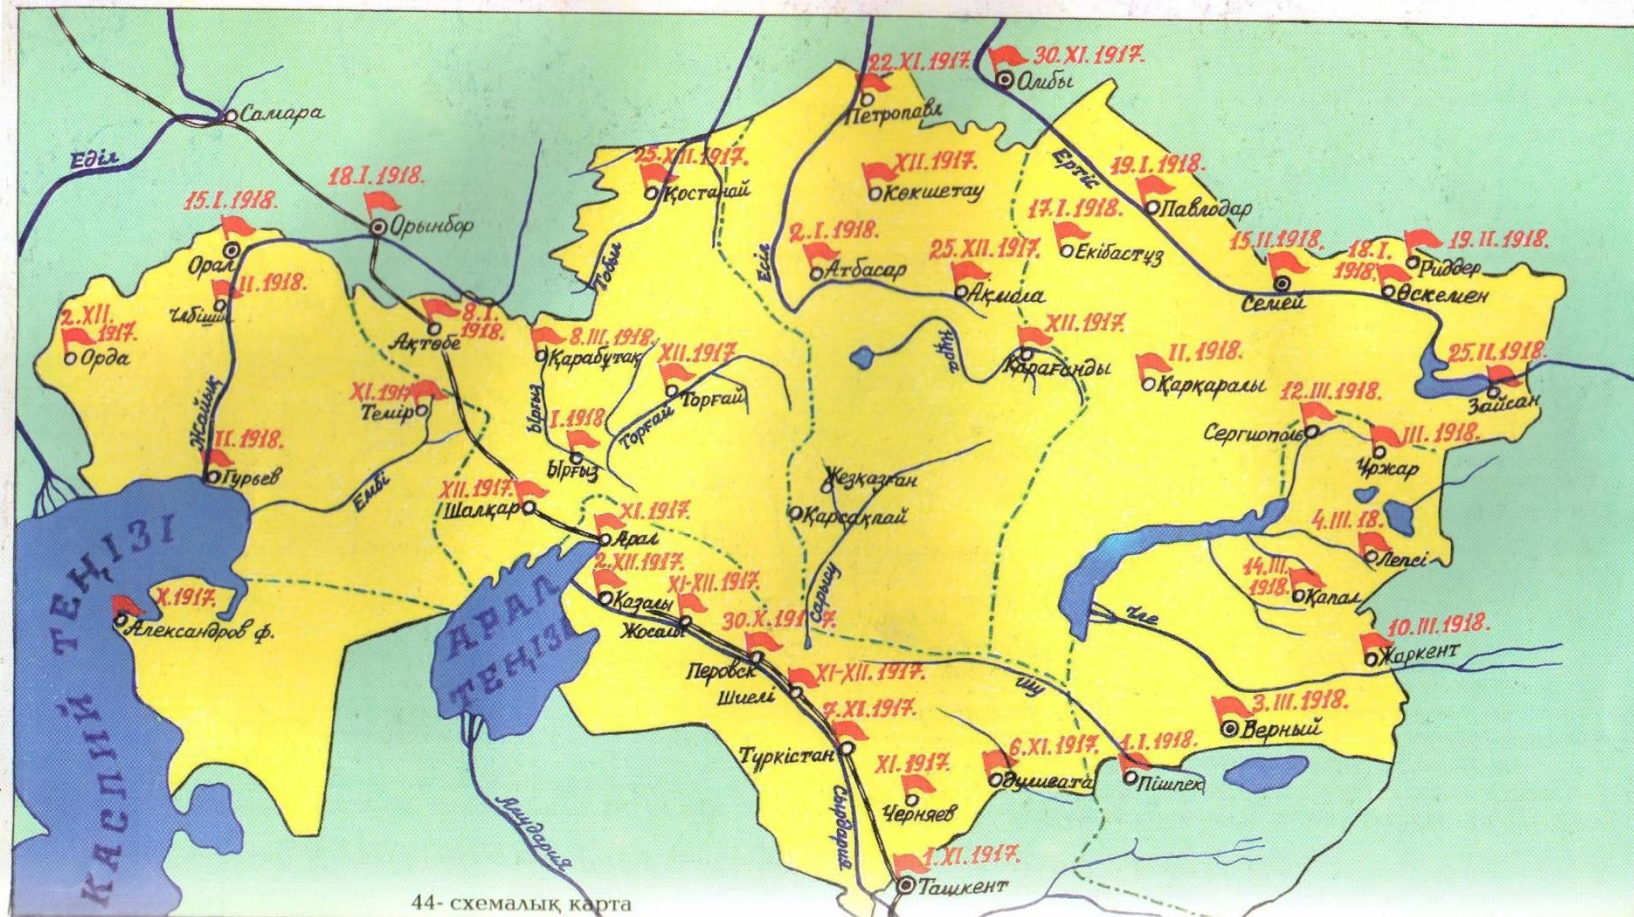 22.XI.1917.
Петропавл
30.XI.1917.
Омбы
Самара
Еділ
18.I.1918.
Орынбор
15.I.1918.
Орал
25.XII.1917.
Қостанай
XII.1917.
Көкшетау
Ертіс
19.I.1918.
Павлодар
17.I.1918.
Екібастұз
2.I.1918.
Атбасар
25.XII.1917.
Ақмола
Тобыл
Есіл
15.II.1918.
Семей
18.I.
1918.
Өскемен
19.II.1918.
Риддер
II.1918.
2.XII.
1917.
Орда
8.I.
1918.
Ақтөбе
8.III.1918.
Қарабұтақ
XII.1917
Торғай
Торғай
Нұра
XII.1917.
Қарағанды
II.1918.
Қарқаралы
25.II.1918.
Зайсан
XI.1917
Темір
Жайық
Ырғыз
I.1918
Ырғыз
12.III.1918.
Сергиополь
III.1918.
Үржар
II.1918.
Гурьев
Ембі
XII.1917.
Шалқар
XI.1917.
Арал
Жезқазған
Қарсақпай
4.III.18.
Лепсі
14.III.
1918.
Қапал
КАСПИЙ ТЕҢІЗІ
X.1917.
Александров ф.
АРАЛ
ТЕҢІЗІ
2.XII.1917.
Қазалы
XI-XII.1917.
Жосалы
30.X.1917.
Перовск
Сарысу
XI-XII.1917.
Шиелі
Іле
10.III.1918.
Жаркент
Шу
3.III.1918.
Верный
7.XI.1917.
Түркістан
XI.1917.
Черняев
6.XI.1917.
Әулиеата
1.I.1918.
Пішпек
Сырдария
Амудария
1.XI.1917.
Ташкент
44- схемалық карта